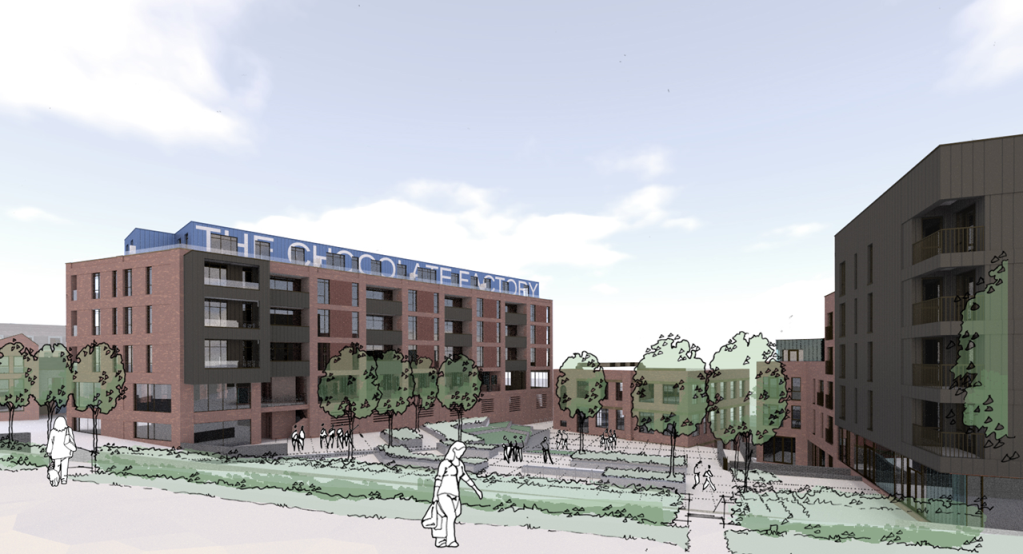 THE CHOCOLATE FACTORY